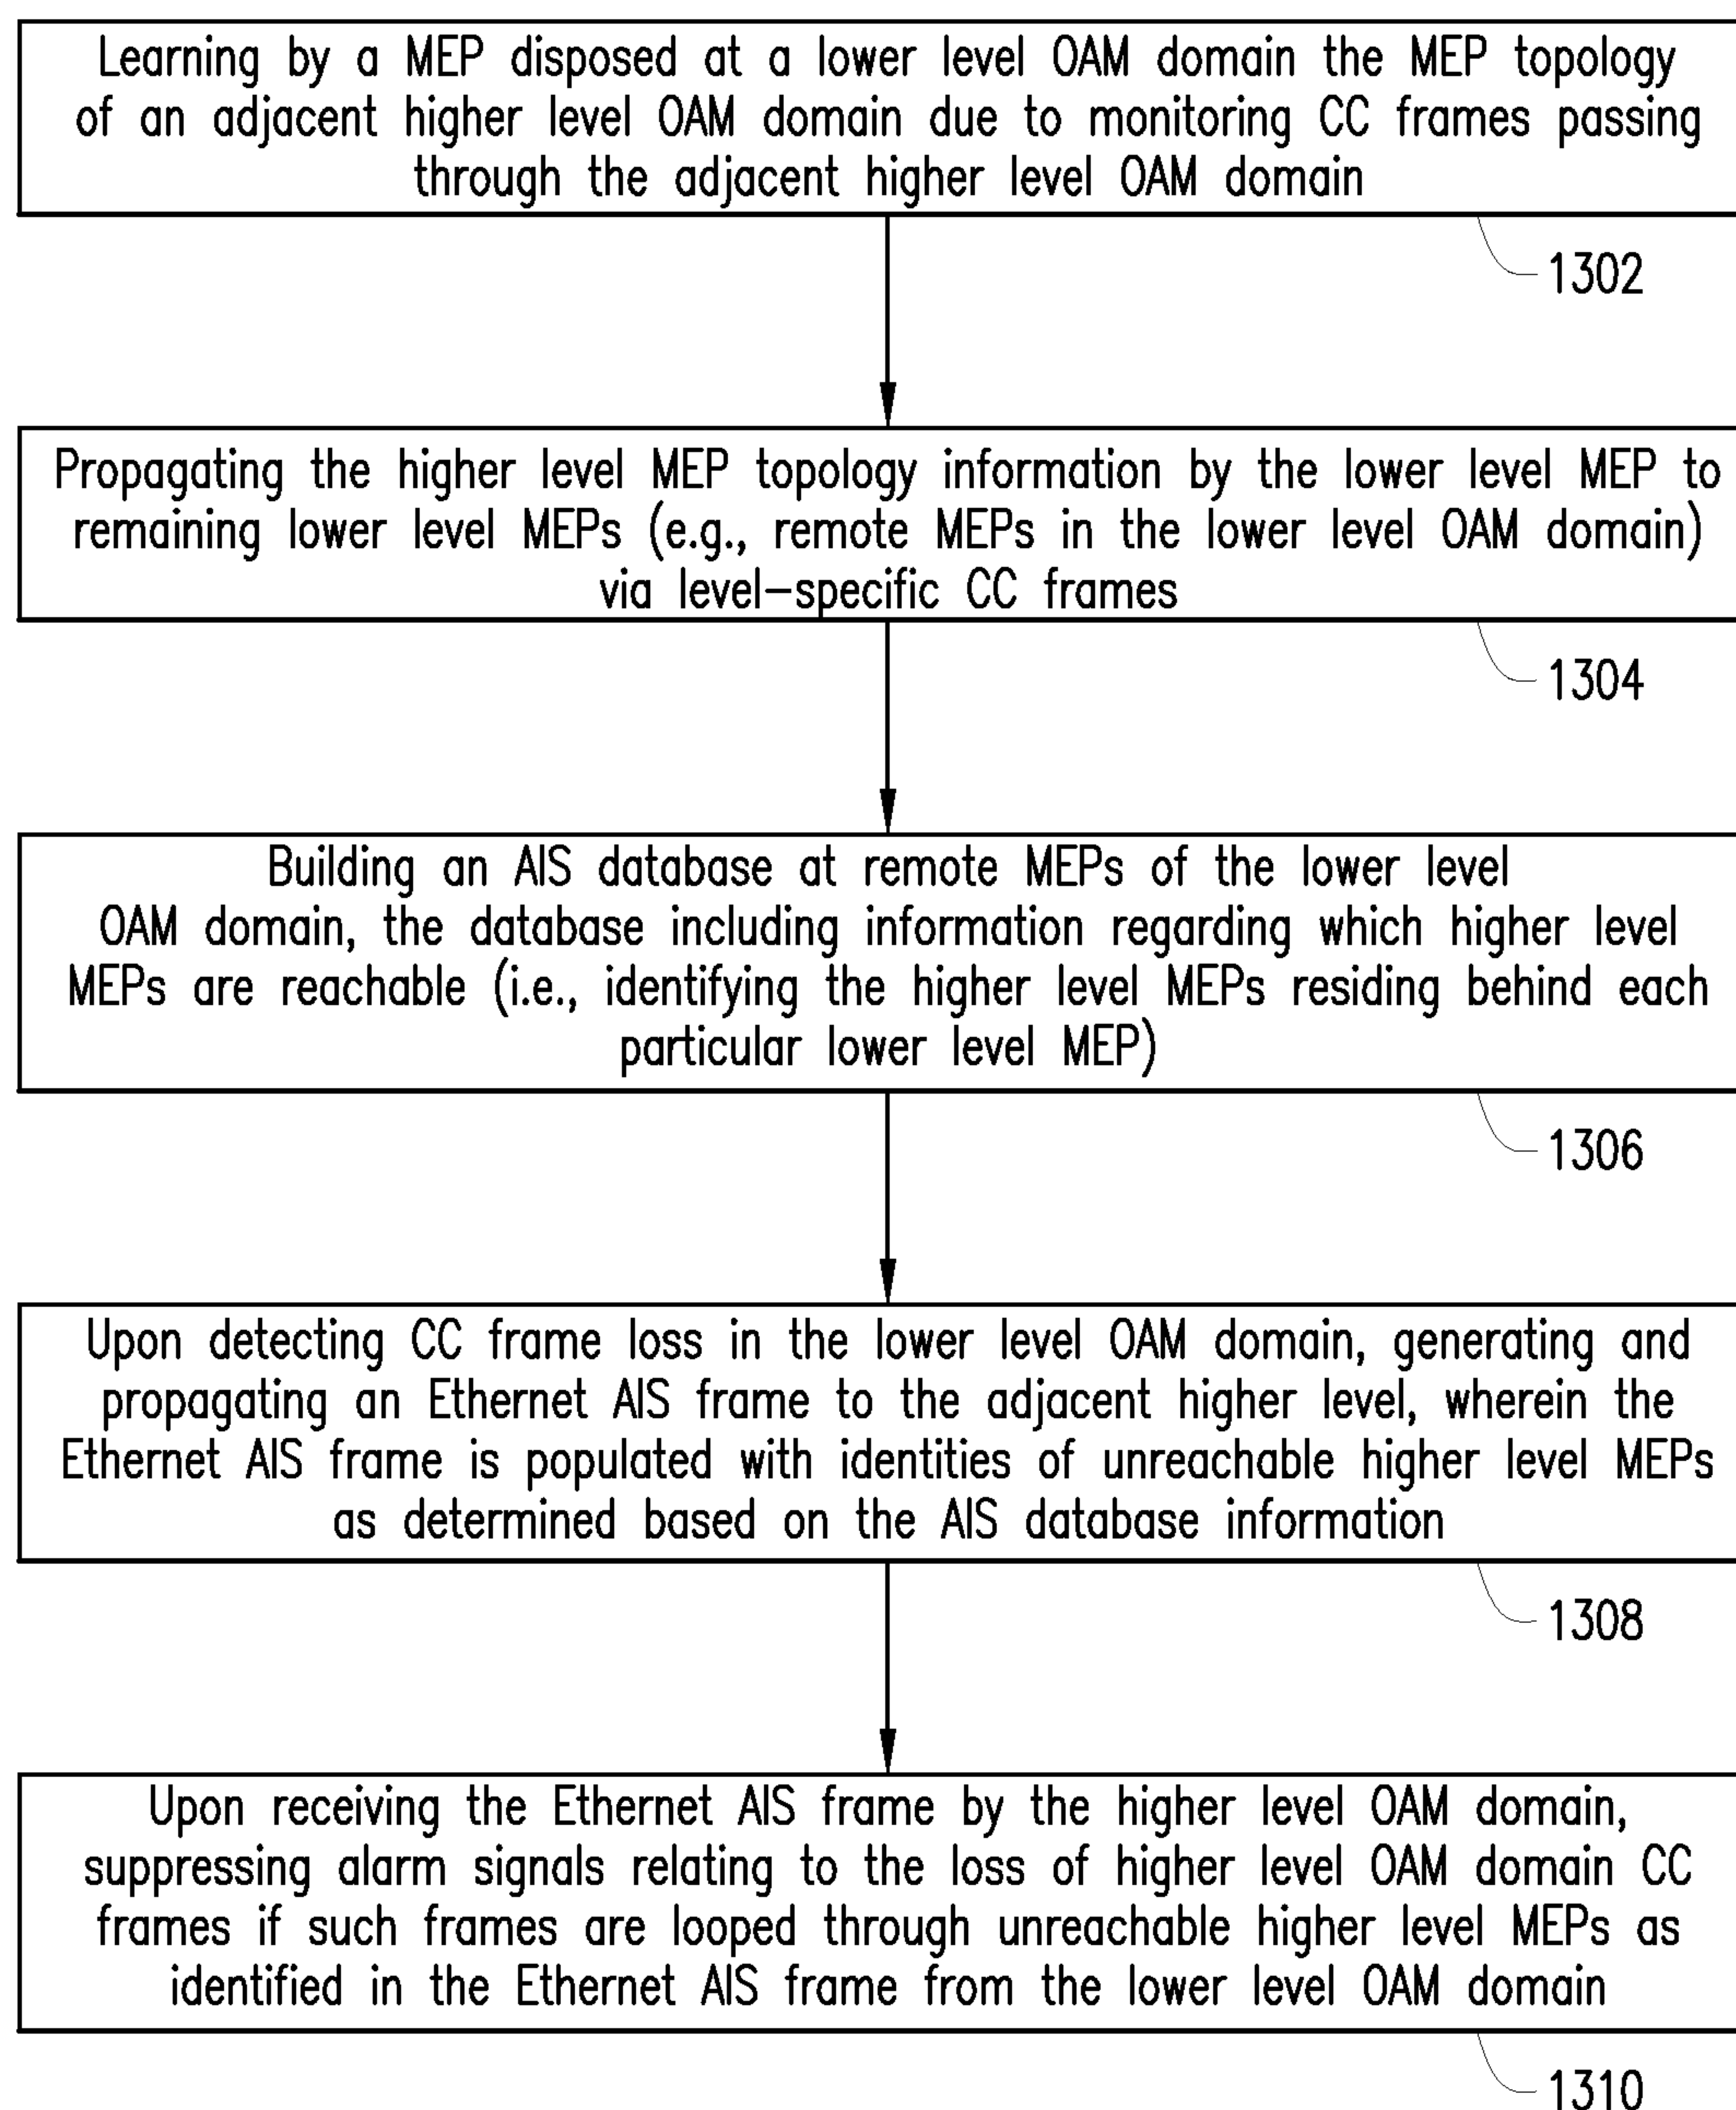 Learning by a MEP disposed at a lower level OAM domain the MEP topology
of an adjacent higher level OAM domain due to monitoring CC frames passing
through the adjacent higher level OAM domain
1302
Propagating the higher level MEP topology information by the lower level MEP to
remaining lower level MEPs (e.g., remote MEPs in the lower level OAM domain)
via level-specific CC frames
1304
Building an AIS database at remote MEPs of the lower level
OAM domain, the database including information regarding which higher level
MEPs are reachable (i.e., identifying the higher level MEPs residing behind each
particular lower level MEP)
1306
Upon detecting CC frame loss in the lower level OAM domain, generating and
propagating an Ethernet AIS frame to the adjacent higher level, wherein the
Ethernet AIS frame is populated with identities of unreachable higher level MEPs
as determined based on the AIS database information
1308
Upon receiving the Ethernet AIS frame by the higher level OAM domain,
suppressing alarm signals relating to the loss of higher level OAM domain CC
frames if such frames are looped through unreachable higher level MEPs as
identified in the Ethernet AIS frame from the lower level OAM domain
1310